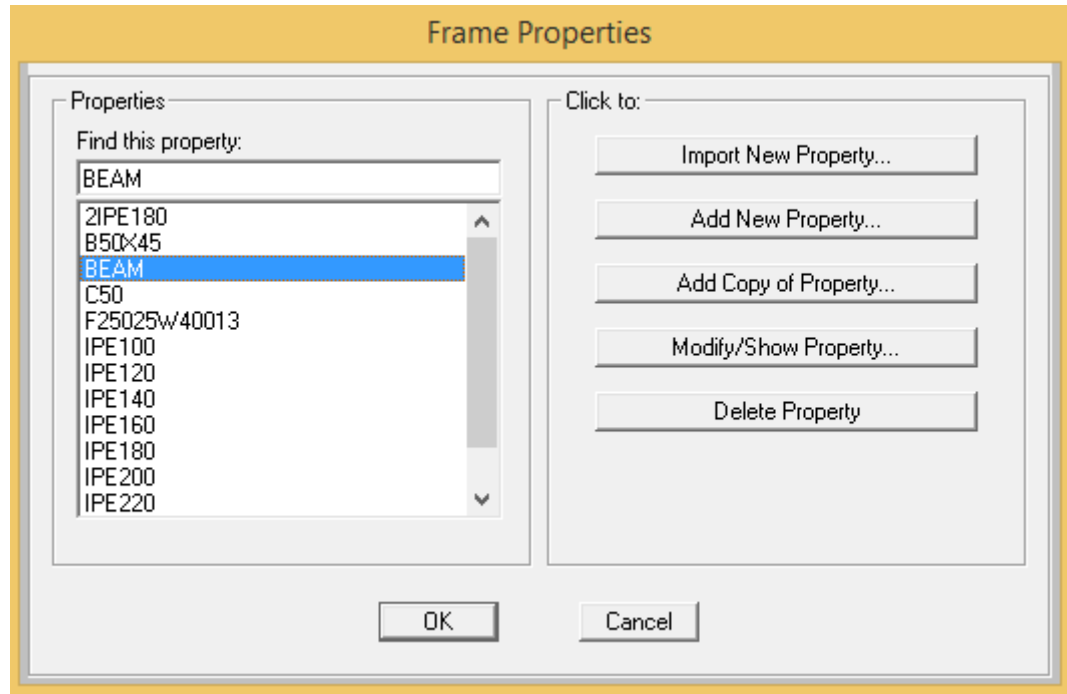 Frame Properties
Properties
Find this property:
BEAM
2IPE180
B50X45
BEAM
C50
F25025W40013
IPE100
IPE120
IPE140
IPE160
IPE180
IPE200
IPE220
Click to:
Import New Property...
Add New Property...
Add Copy of Property...
Modify/Show Property...
Delete Property
OK
Cancel